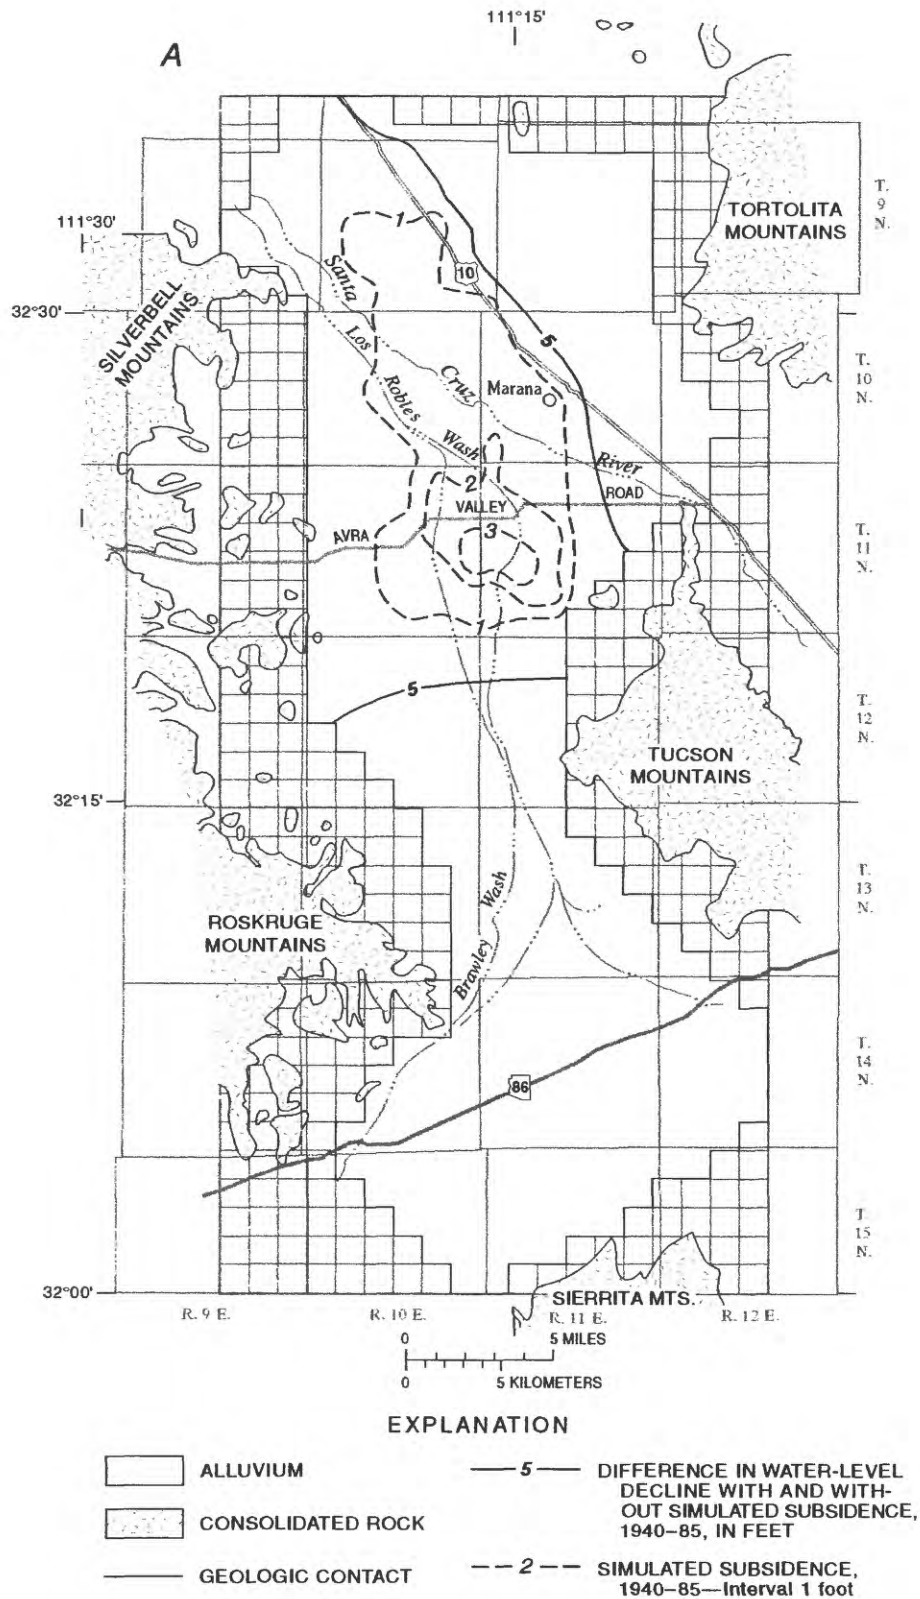 111°15'
A
T.
9
N.
111°30'
TORTOLITA
MOUNTAINS
1
10
Santa
32°30'
SILVERBELL
MOUNTAINS
Los
5
T.
10
N.
Cruz
Marana
Robles
Wash
River
2
ROAD
VALLEY
AVRA
3
T.
11
N.
1
5
T.
12
N.
TUCSON
MOUNTAINS
32°15'
T.
13
N.
Wash
ROSKRUGE
MOUNTAINS
Brawley
T.
14
N.
86
T.
15
N.
32°00'
SIERRITA MTS.
R. 9 E.
R. 10 E.
R. 11 E.
R. 12 E.
0
5 MILES
0
5 KILOMETERS
EXPLANATION
ALLUVIUM
CONSOLIDATED ROCK
GEOLOGIC CONTACT
5
DIFFERENCE IN WATER-LEVEL
DECLINE WITH AND WITH-
OUT SIMULATED SUBSIDENCE,
1940–85, IN FEET
2
SIMULATED SUBSIDENCE,
1940–85—Interval 1 foot